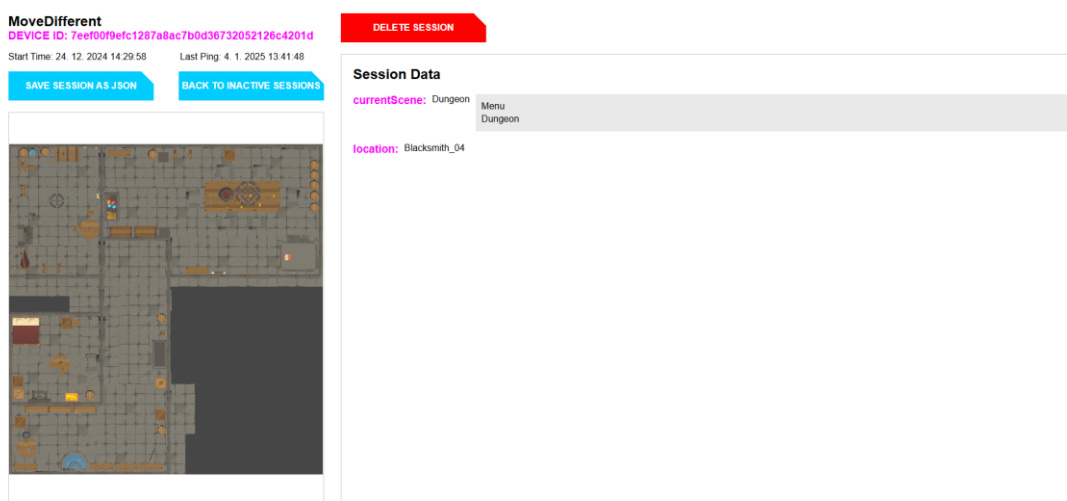 MoveDifferent
DEVICE ID: 7eef00f9efc1287a8ac7b0d36732052126c4201d
Start Time: 24. 12. 2024 14:29:58
Last Ping: 4. 1. 2025 13:41:48
SAVE SESSION AS JSON
BACK TO INACTIVE SESSIONS
DELETE SESSION
Session Data
currentScene: Dungeon
Menu
Dungeon
location: Blacksmith_04